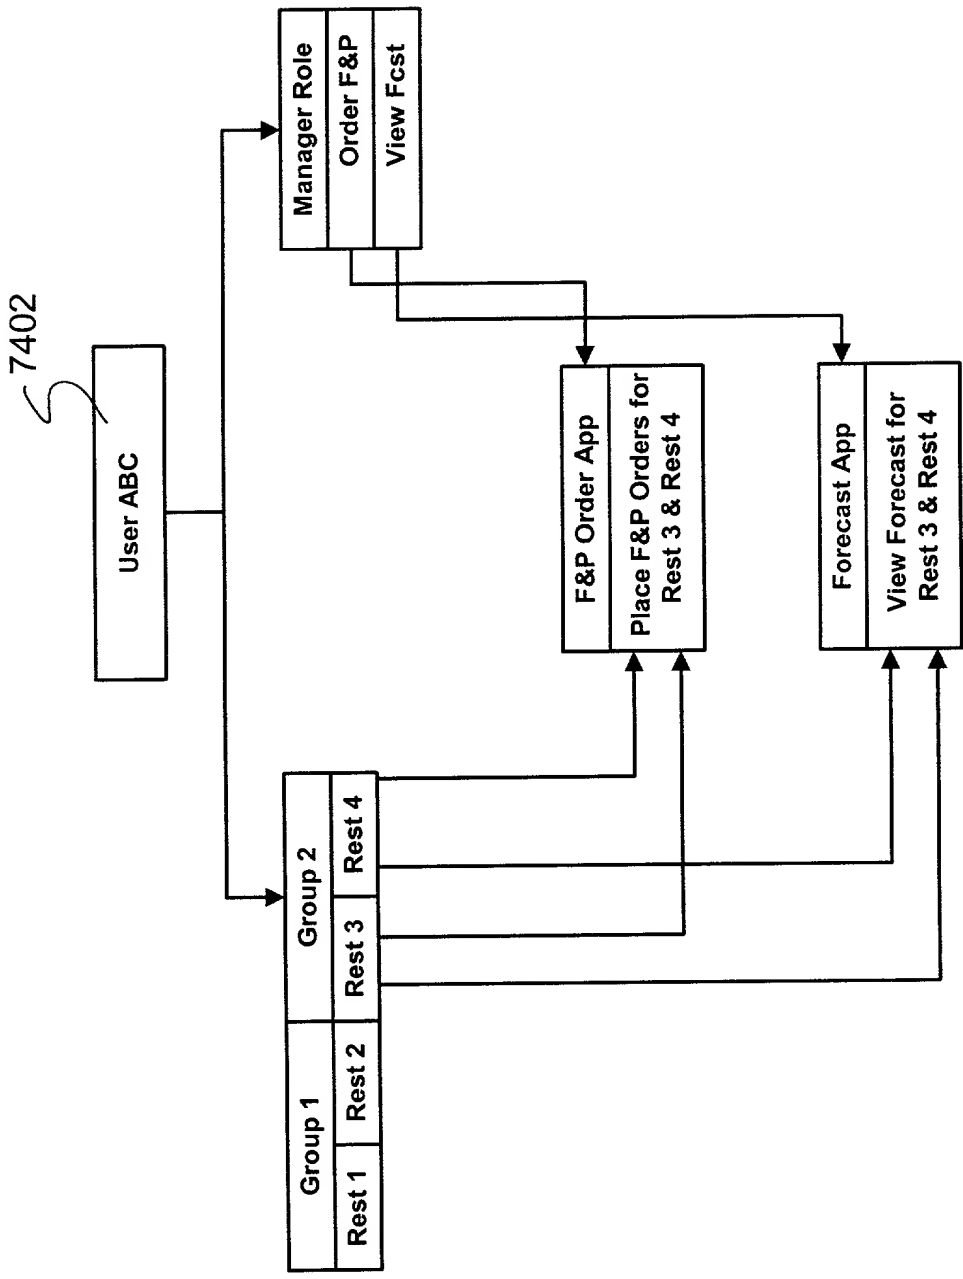 7402
User ABC
Group 1
Group 2
Rest 1
Rest 2
Rest 3
Rest 4
Manager Role
Order F&P
View Fcst
F&P Order App
Place F&P Orders for
Rest 3 & Rest 4
Forecast App
View Forecast for
Rest 3 & Rest 4